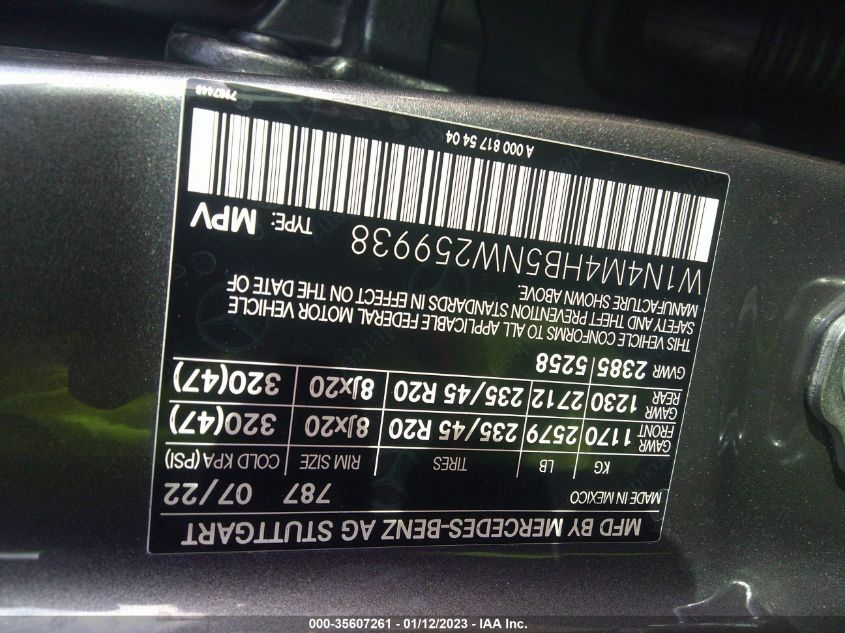 MFD BY MERCEDES-BENZ AG STUTTGART
MADE IN MEXICO 787 07/22
KG LB TIRES RIM SIZE COLD KPA(PSI)
GAWR FRONT 1170 2579 235/45 R20 8Jx20 320(47)
GAWR REAR 1230 2712 235/45 R20 8Jx20 320(47)
GWR 2385 5258
THIS VEHICLE CONFORMS TO ALL APPLICABLE FEDERAL MOTOR VEHICLE
SAFETY AND THEFT PREVENTION STANDARDS IN EFFECT ON THE DATE OF
MANUFACTURE SHOWN ABOVE.
W1N4M4HB5NW259938 TYPE: MPV
A 000 817 54 04
000-35607261 - 01/12/2023 - IAA Inc.